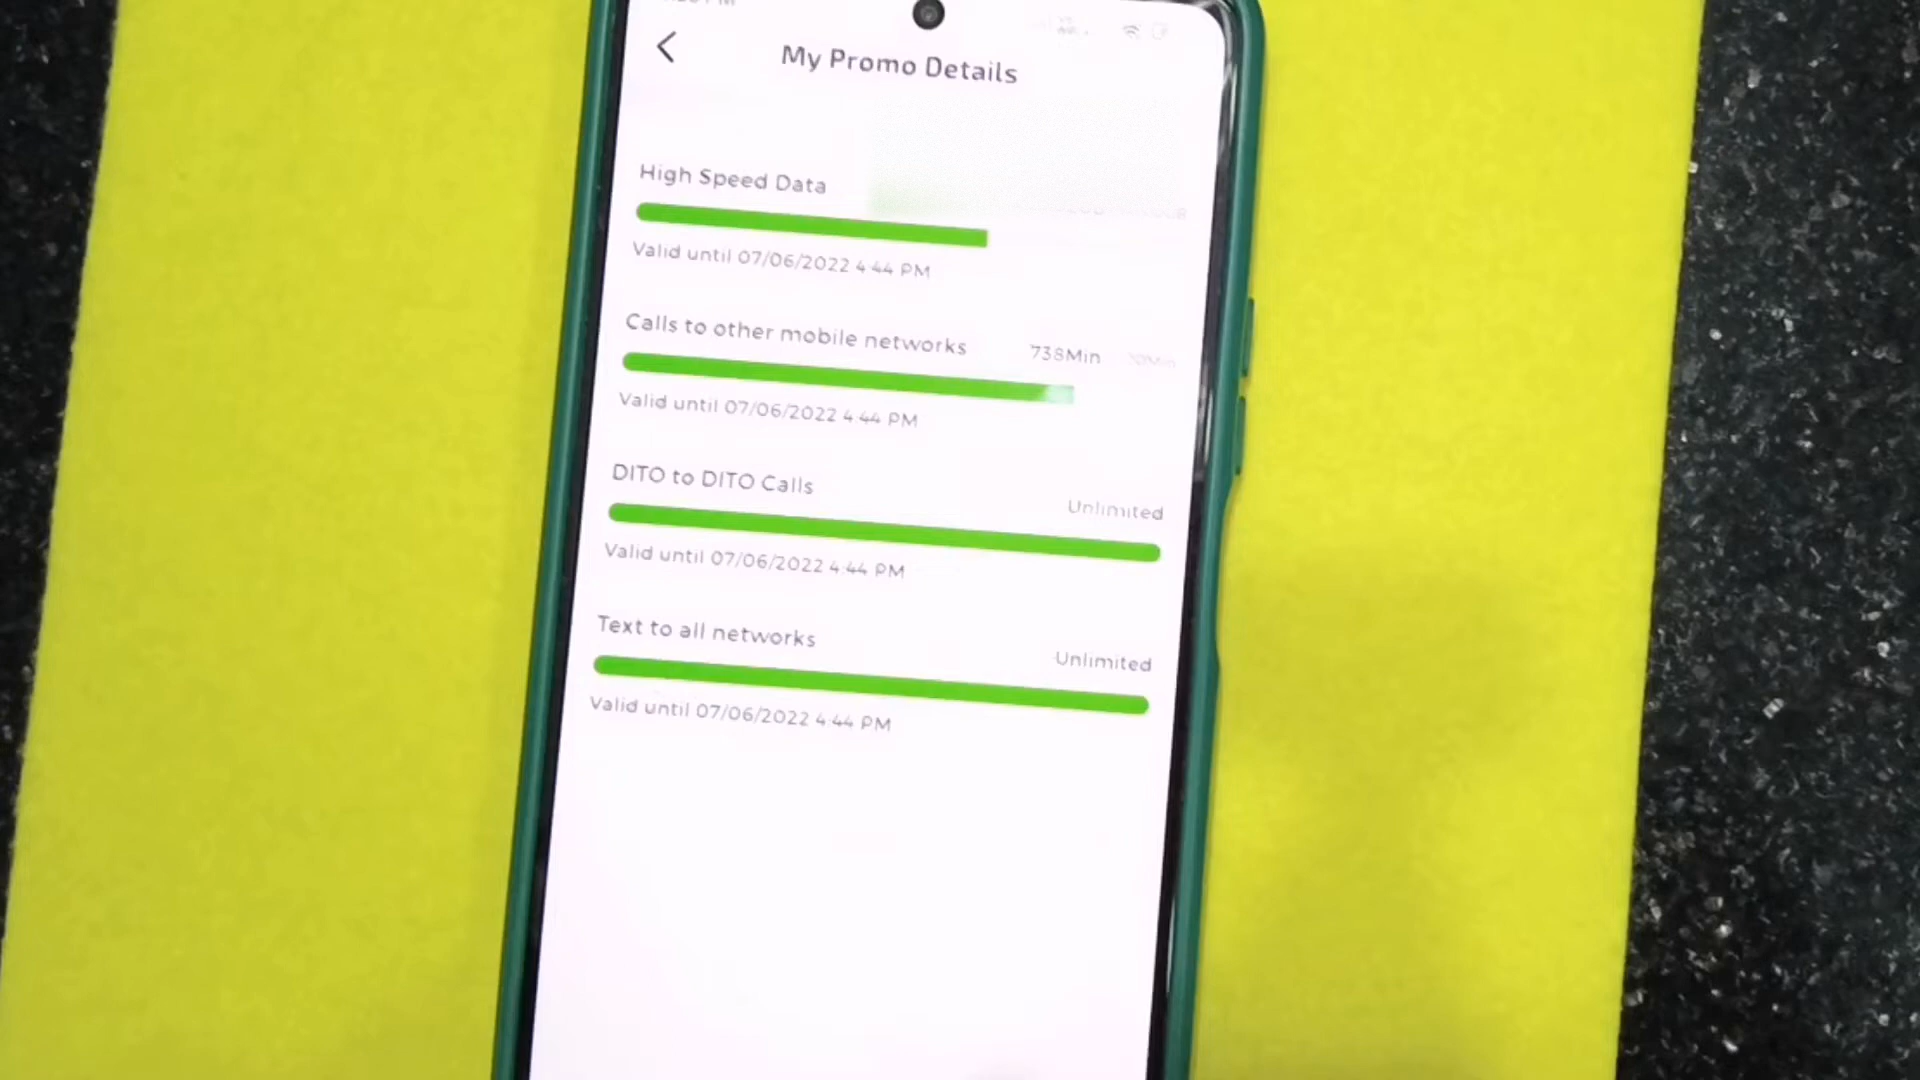 My Promo Details
High Speed Data
Valid until 07/06/2022 4:44 PM
Calls to other mobile networks 738Min
Valid until 07/06/2022 4:44 PM
DITO to DITO Calls Unlimited
Valid until 07/06/2022 4:44 PM
Text to all networks Unlimited
Valid until 07/06/2022 4:44 PM